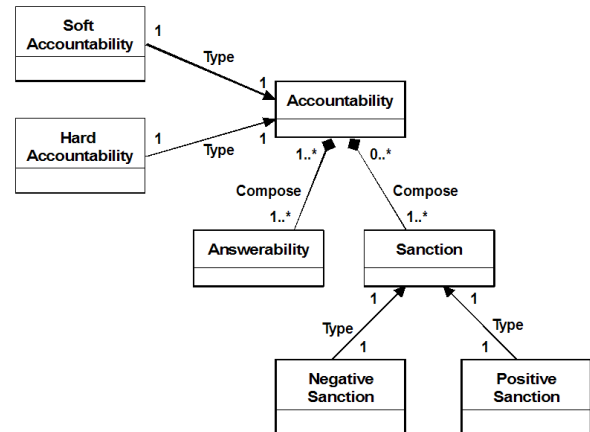 Soft
Accountability
1
Type
1
Accountability
Hard
Accountability
1
Type
1
1..*
0..*
Compose
Compose
1..*
1..*
Answerability
Sanction
1
1
Type
Type
1
1
Negative
Sanction
Positive
Sanction